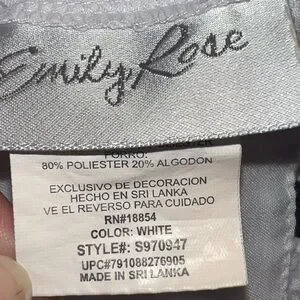 Emily Rose
FORRO:
80% POLIESTER 20% ALGODON
EXCLUSIVO DE DECORACION
HECHO EN SRI LANKA
VE EL REVERSO PARA CUIDADO
RN#18854
COLOR: WHITE
STYLE#: S970947
UPC#791088276905
MADE IN SRI LANKA